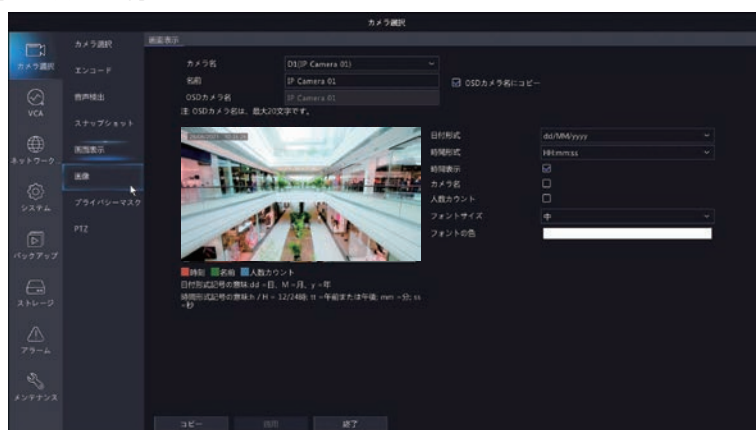 カメラ選択
カメラ選択
VCA
ネットワーク
システム
バックアップ
ストレージ
アラーム
メンテナンス
カメラ選択
エンコード
音声検出
スナップショット
画面表示
画像
プライバシーマスク
PTZ
画面表示
カメラ名 D1(IP Camera 01)
名前 IP Camera 01 OSDカメラ名にコピー
OSDカメラ名 IP Camera 01
注: OSDカメラ名は、最大20文字です。
日付形式 dd/MM/yyyy
時間形式 HH:mm:ss
時間表示
カメラ名
人数カウント
フォントサイズ 中
フォントの色
時刻 名前 人数カウント
日付形式記号の意味:dd =日、M =月、y =年
時間形式記号の意味:h / H = 12/24時; tt =午前または午後; mm =分; ss
=秒
コピー 適用 終了